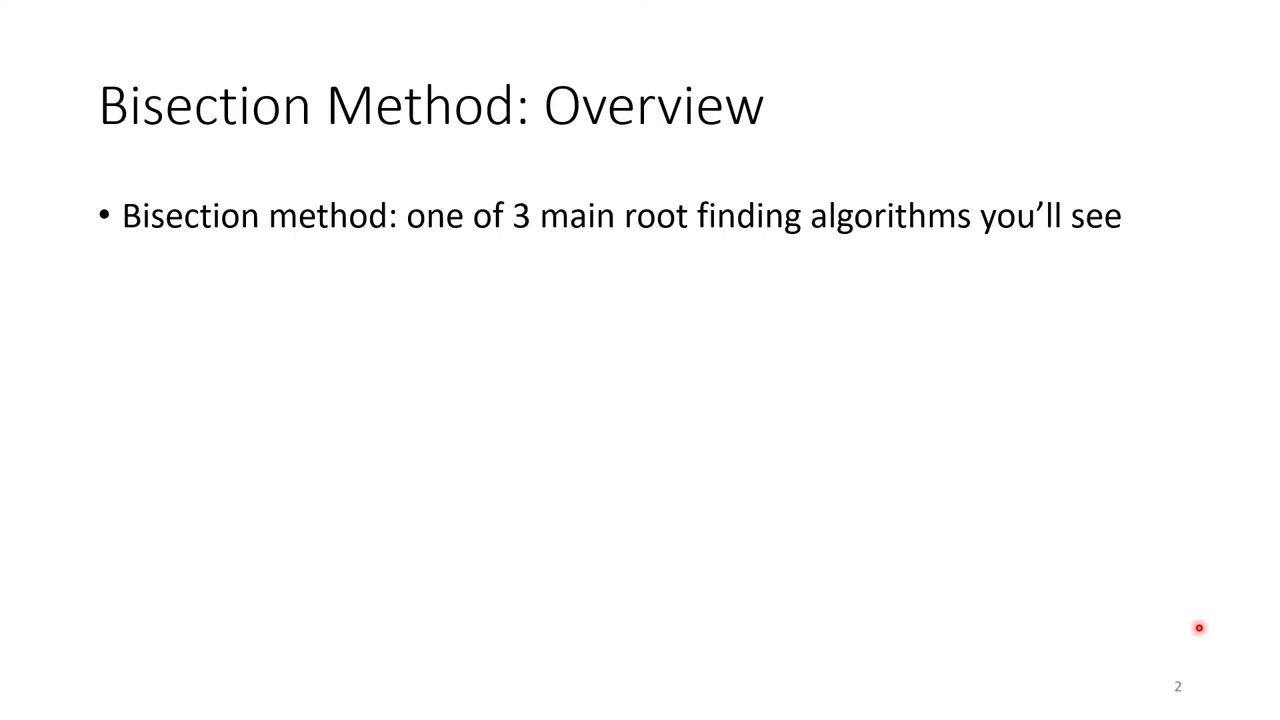 Bisection Method: Overview
• Bisection method: one of 3 main root finding algorithms you’ll see
2